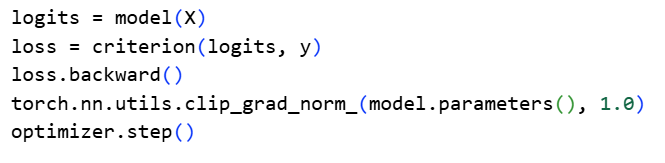 logits = model(X)
loss = criterion(logits, y)
loss.backward()
torch.nn.utils.clip_grad_norm_(model.parameters(), 1.0)
optimizer.step()